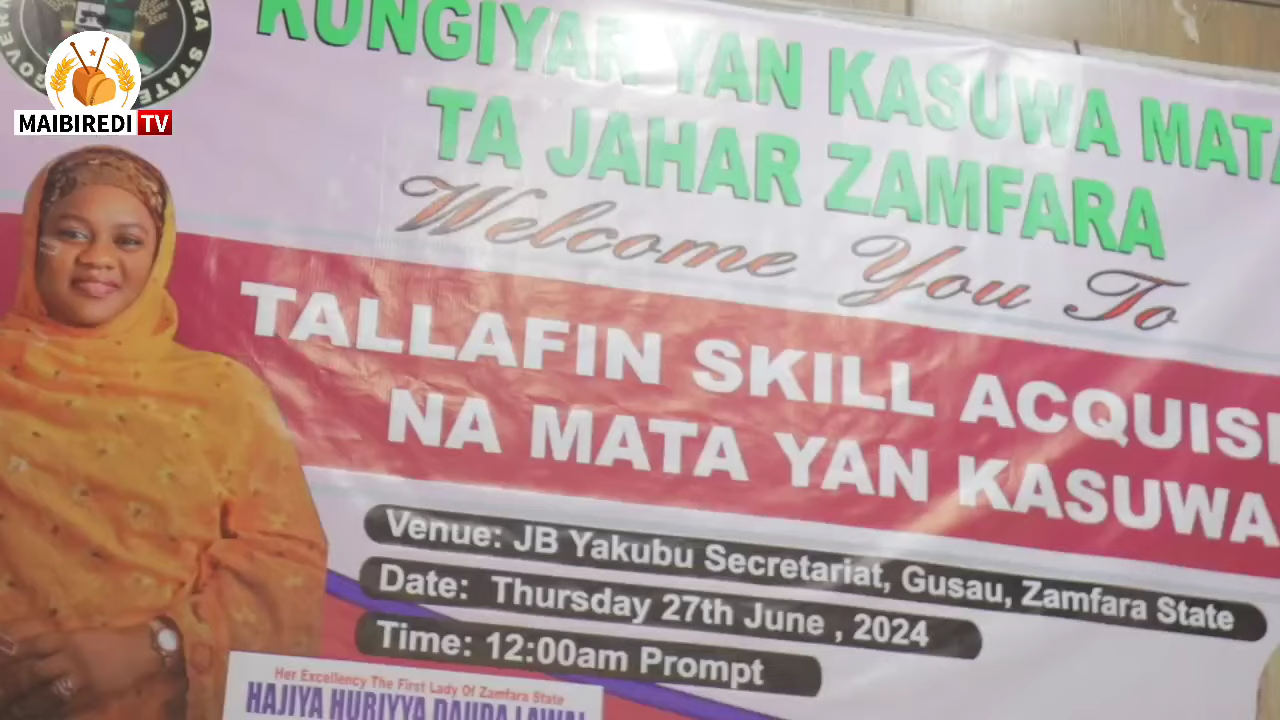 MAIBIREDI TV
KUNGIYAR YAN KASUWA MATA
TA JAHAR ZAMFARA
Welcome You To
TALLAFIN SKILL
NA MATA YAN KASUWA
Venue: JB Yakubu Secretariat, Gusau, Zamfara State
Date: Thursday 27th June , 2024
Time: 12:00am Prompt
Her Excellency The First Lady Of Zamfara State
HAJIYA HURIYYA DAUDA LAWAL